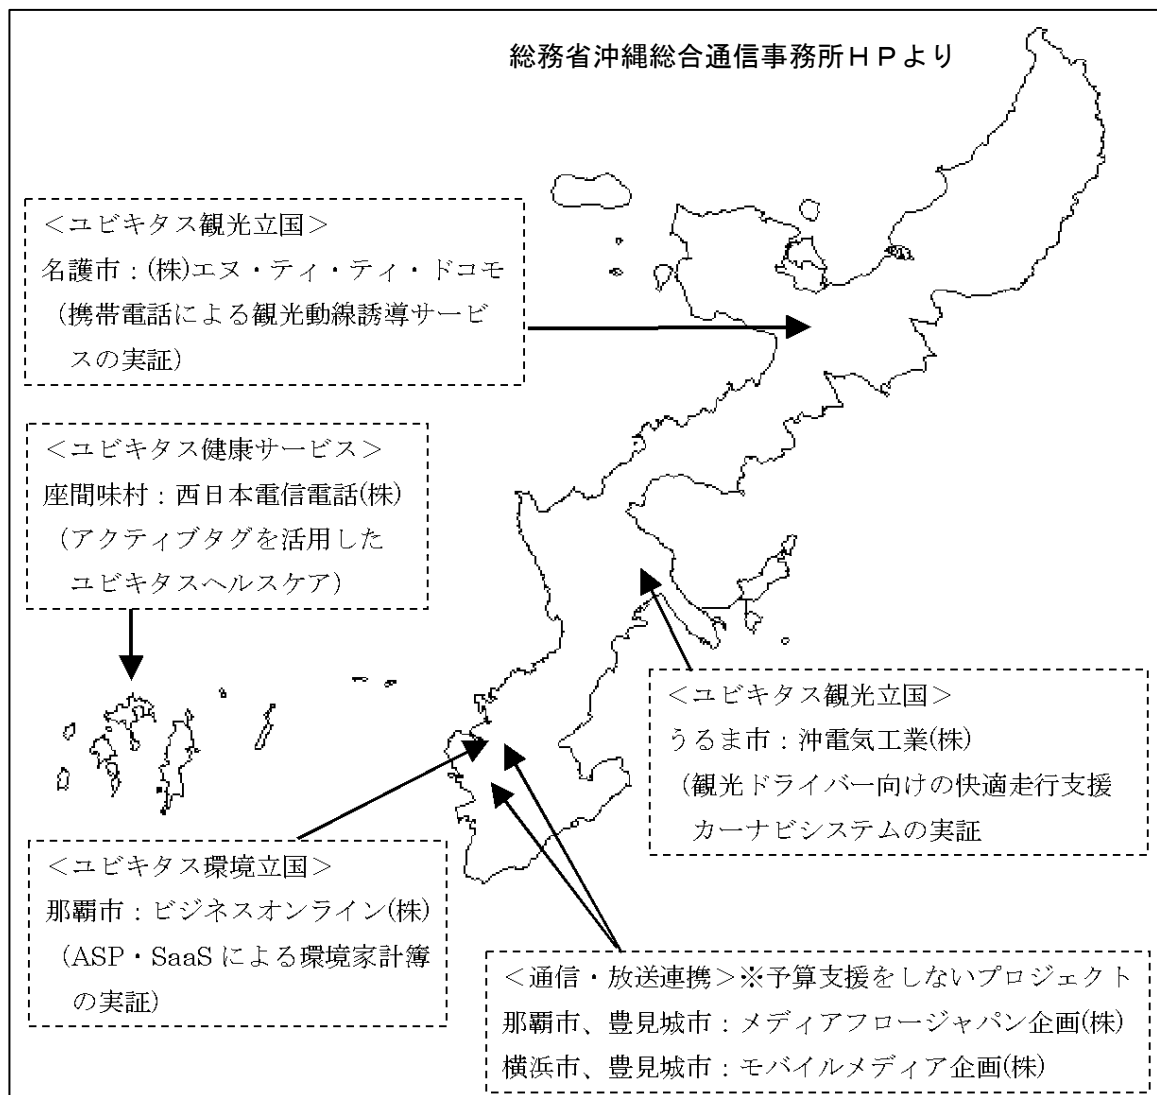 総務省沖縄総合通信事務所ＨＰより
＜ユビキタス観光立国＞
名護市：(株)エヌ・ティ・ティ・ドコモ
（携帯電話による観光動線誘導サービ
スの実証）
＜ユビキタス健康サービス＞
座間味村：西日本電信電話(株)
（アクティブタグを活用した
ユビキタスヘルスケア）
＜ユビキタス観光立国＞
うるま市：沖電気工業(株)
（観光ドライバー向けの快適走行支援
カーナビシステムの実証
＜ユビキタス環境立国＞
那覇市：ビジネスオンライン(株)
（ASP・SaaS による環境家計簿
の実証）
＜通信・放送連携＞※予算支援をしないプロジェクト
那覇市、豊見城市：メディアフロージャパン企画(株)
横浜市、豊見城市：モバイルメディア企画(株)